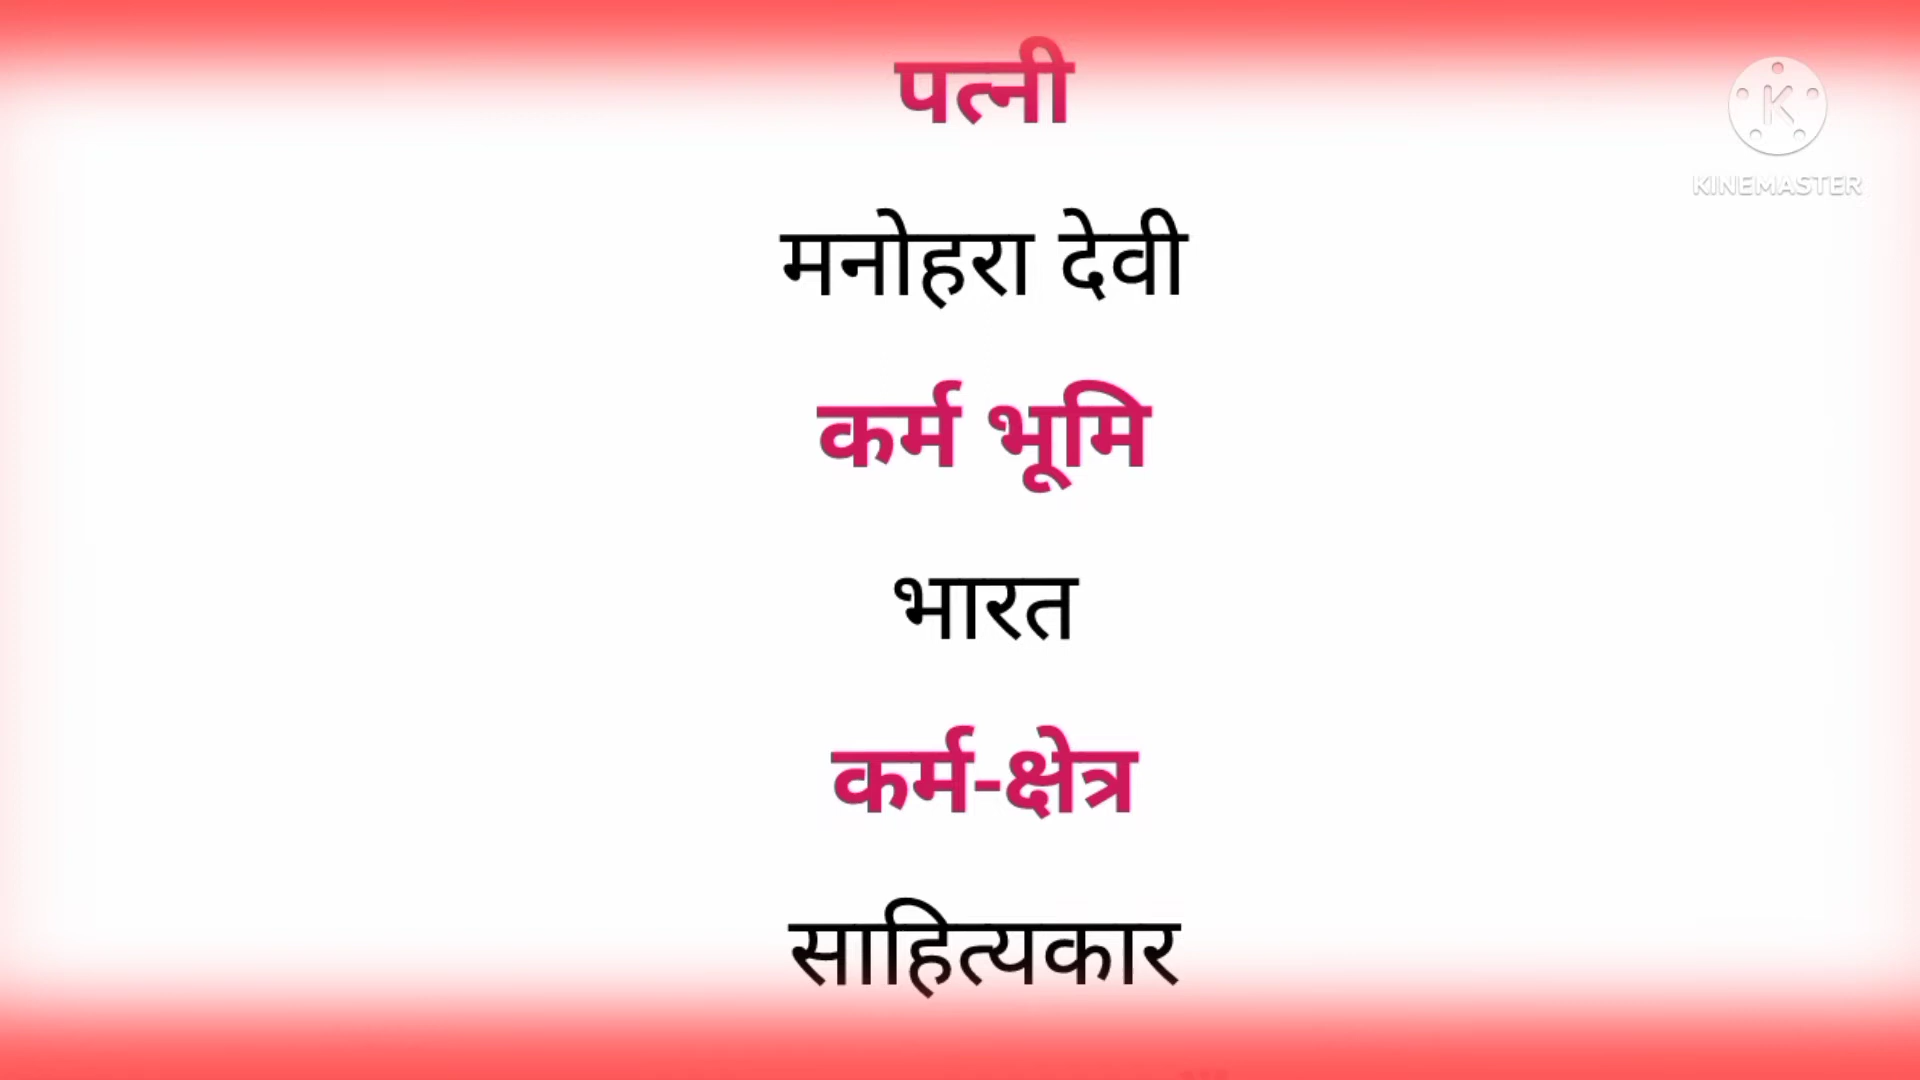 पत्नी
KINEMASTER
मनोहरा देवी
कर्म भूमि
भारत
कर्म-क्षेत्र
साहित्यकार